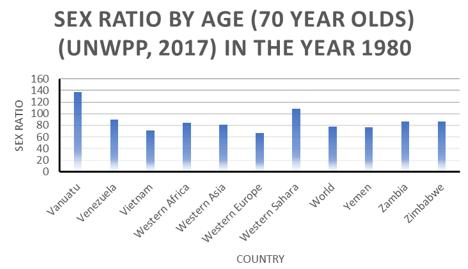 SEX RATIO BY AGE (70 YEAR OLDS)
(UNWPP, 2017) IN THE YEAR 1980
SEX RATIO
160
140
120
100
80
60
40
20
0
Vanuatu
Venezuela
Vietnam
Western Africa
Western Asia
Western Europe
Western Sahara
World
Yemen
Zambia
Zimbabwe
COUNTRY